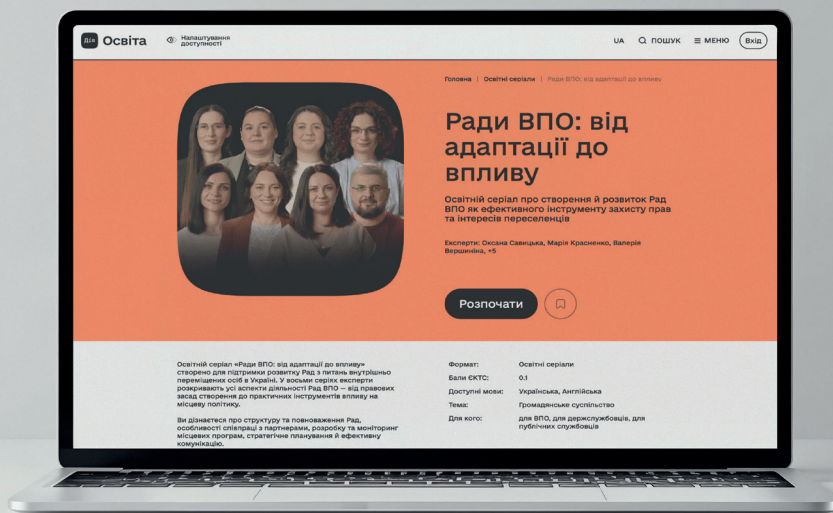 Дія Освіта
Налаштування
доступності
UA
ПОШУК
МЕНЮ
Вхід
Головна | Освітні серіали | Ради ВПО: від адаптації до впливу
Ради ВПО: від
адаптації до
впливу
Освітній серіал про створення й розвиток Рад
ВПО як ефективного інструменту захисту прав
та інтересів переселенців
Експерти: Оксана Савицька, Марія Красненко, Валерія
Вершиніна, +5
Розпочати
Освітній серіал «Ради ВПО: від адаптації до впливу»
створено для підтримки розвитку Рад з питань внутрішньо
переміщених осіб в Україні. У восьми серіях експерти
розкривають усі аспекти діяльності Рад ВПО — від правових
засад створення до практичних інструментів впливу на
місцеву політику.
Ви дізнаєтеся про структуру та повноваження Рад,
особливості співпраці з партнерами, розробку та моніторинг
місцевих програм, стратегічне планування й ефективну
комунікацію.
Формат: Освітні серіали
Бали ЄКТС: 0.1
Доступні мови: Українська, Англійська
Тема: Громадянське суспільство
Для кого: для ВПО, для держслужбовців, для
публічних службовців